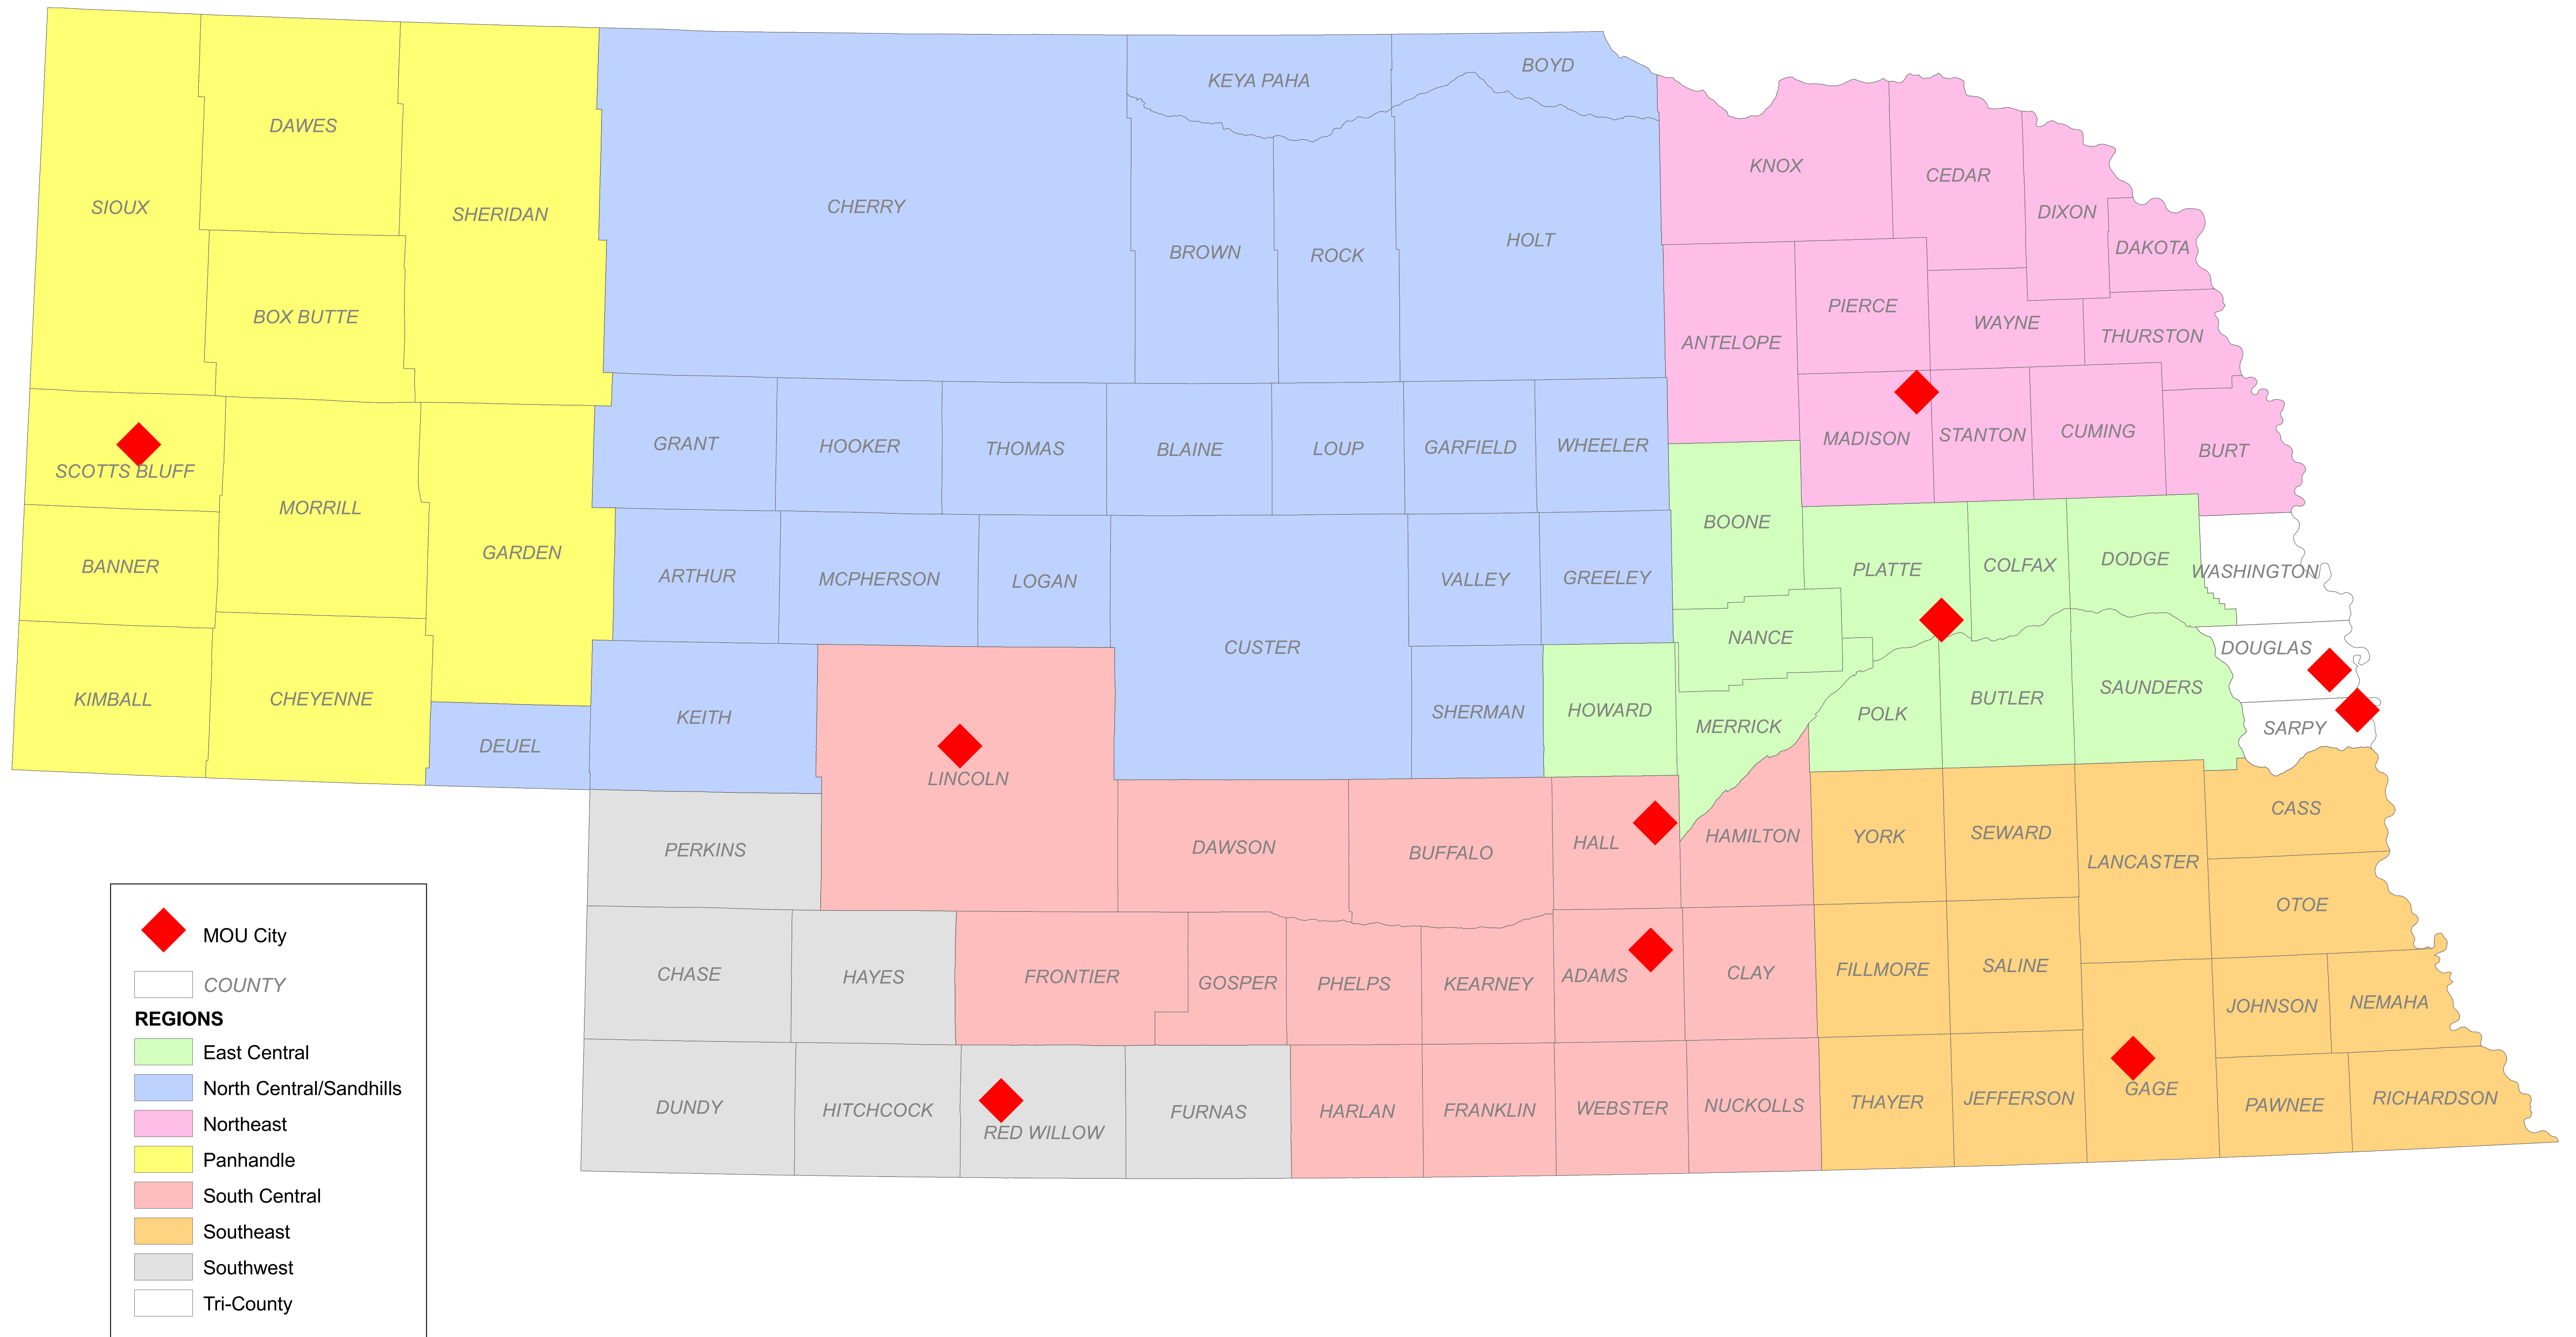 BOYD
KEYA PAHA
DAWES
KNOX
CEDAR
SIOUX
SHERIDAN
CHERRY
DIXON
BROWN
ROCK
HOLT
DAKOTA
BOX BUTTE
PIERCE
WAYNE
THURSTON
ANTELOPE
GRANT
HOOKER
THOMAS
BLAINE
LOUP
GARFIELD
WHEELER
MADISON
STANTON
CUMING
BURT
SCOTTS BLUFF
MORRILL
BOONE
BANNER
GARDEN
ARTHUR
MCPHERSON
LOGAN
VALLEY
GREELEY
PLATTE
COLFAX
DODGE
WASHINGTON
CUSTER
NANCE
DOUGLAS
KIMBALL
CHEYENNE
KEITH
SHERMAN
HOWARD
MERRICK
POLK
BUTLER
SAUNDERS
SARPY
DEUEL
LINCOLN
CASS
PERKINS
DAWSON
BUFFALO
HALL
HAMILTON
YORK
SEWARD
LANCASTER
OTOE
CHASE
HAYES
FRONTIER
GOSPER
PHELPS
KEARNEY
ADAMS
CLAY
FILLMORE
SALINE
JOHNSON
NEMAHA
DUNDY
HITCHCOCK
RED WILLOW
FURNAS
HARLAN
FRANKLIN
WEBSTER
NUCKOLLS
THAYER
JEFFERSON
GAGE
PAWNEE
RICHARDSON
MOU City
COUNTY
REGIONS
East Central
North Central/Sandhills
Northeast
Panhandle
South Central
Southeast
Southwest
Tri-County